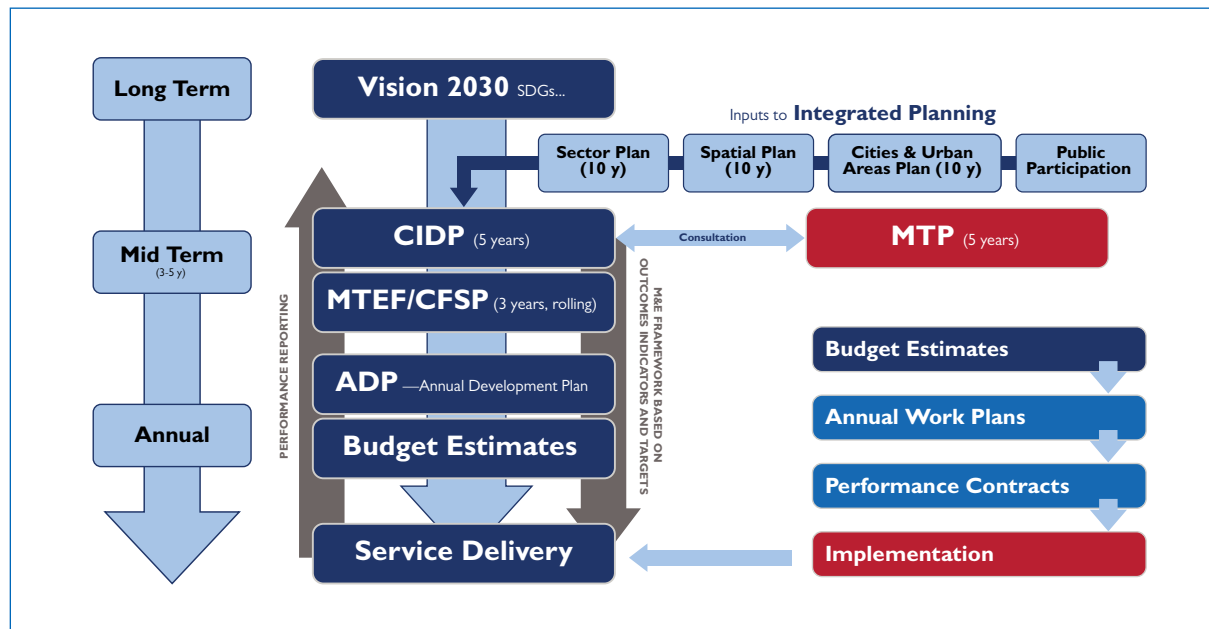 Long Term
Vision 2030 SDGs...
Inputs to Integrated Planning
Sector Plan
(10 y)
Spatial Plan
(10 y)
Cities & Urban
Areas Plan (10 y)
Public
Participation
Mid Term
(3-5 y)
CIDP (5 years)
Consultation
MTP (5 years)
MTEF/CFSP (3 years, rolling)
PERFORMANCE REPORTING
M&E FRAMEWORK BASED ON
OUTCOMES INDICATORS AND TARGETS
ADP —Annual Development Plan
Annual
Budget Estimates
Service Delivery
Budget Estimates
Annual Work Plans
Performance Contracts
Implementation